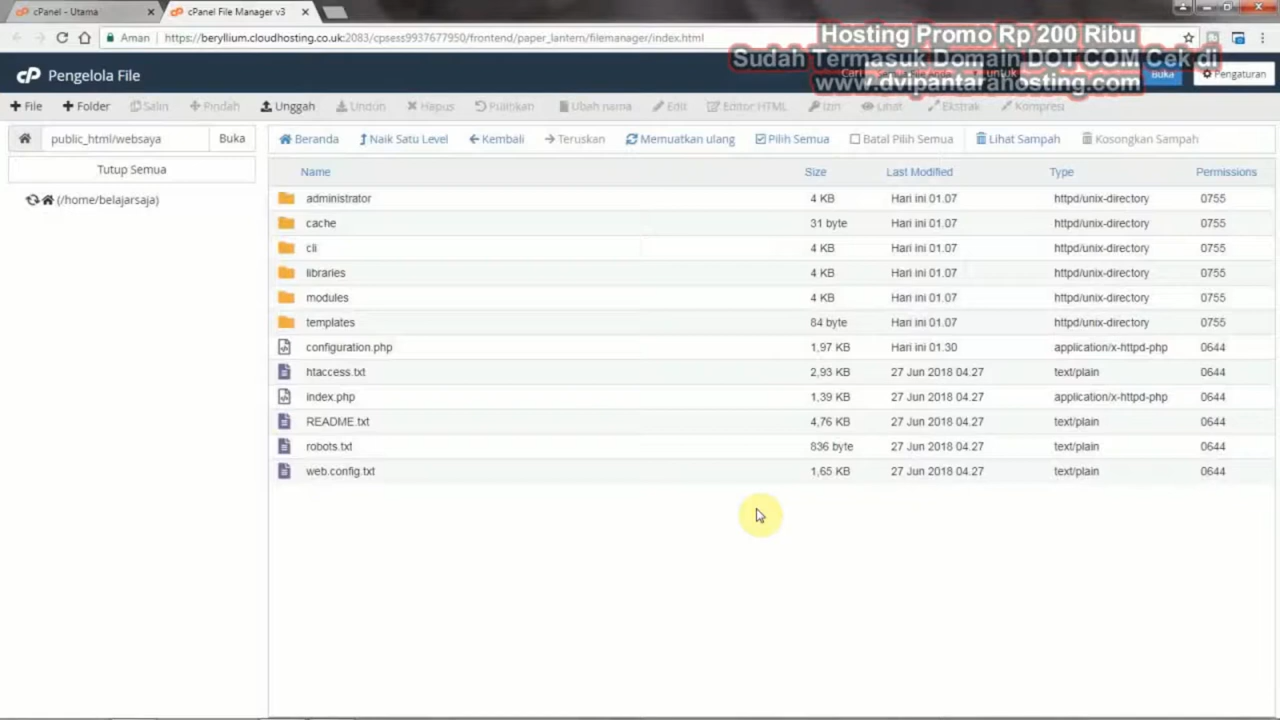 cPanel - Utama
cPanel File Manager v3
Aman
https://beryllium.cloudhosting.co.uk:2083/cpsess9937677950/frontend/paper_lantern/filemanager/index.html
Hosting Promo Rp 200 Ribu
Sudah Termasuk Domain DOT COM Cek di
www.dvipantarahosting.com
cP Pengelola File
Cari
untuk
Buka
Pengaturan
File
Folder
Salin
Pindah
Unggah
Unduh
Hapus
Pulihkan
Ubah nama
Edit
Editor HTML
Izin
Lihat
Ekstrak
Kompresi
public_html/websaya
Buka
Beranda
Naik Satu Level
Kembali
Teruskan
Memuatkan ulang
Pilih Semua
Batal Pilih Semua
Lihat Sampah
Kosongkan Sampah
Tutup Semua
(/home/belajarsaja)
Name Size Last Modified Type Permissions
administrator 4 KB Hari ini 01.07 httpd/unix-directory 0755
cache 31 byte Hari ini 01.07 httpd/unix-directory 0755
cli 4 KB Hari ini 01.07 httpd/unix-directory 0755
libraries 4 KB Hari ini 01.07 httpd/unix-directory 0755
modules 4 KB Hari ini 01.07 httpd/unix-directory 0755
templates 84 byte Hari ini 01.07 httpd/unix-directory 0755
configuration.php 1,97 KB Hari ini 01.30 application/x-httpd-php 0644
htaccess.txt 2,93 KB 27 Jun 2018 04.27 text/plain 0644
index.php 1,39 KB 27 Jun 2018 04.27 application/x-httpd-php 0644
README.txt 4,76 KB 27 Jun 2018 04.27 text/plain 0644
robots.txt 836 byte 27 Jun 2018 04.27 text/plain 0644
web.config.txt 1,65 KB 27 Jun 2018 04.27 text/plain 0644